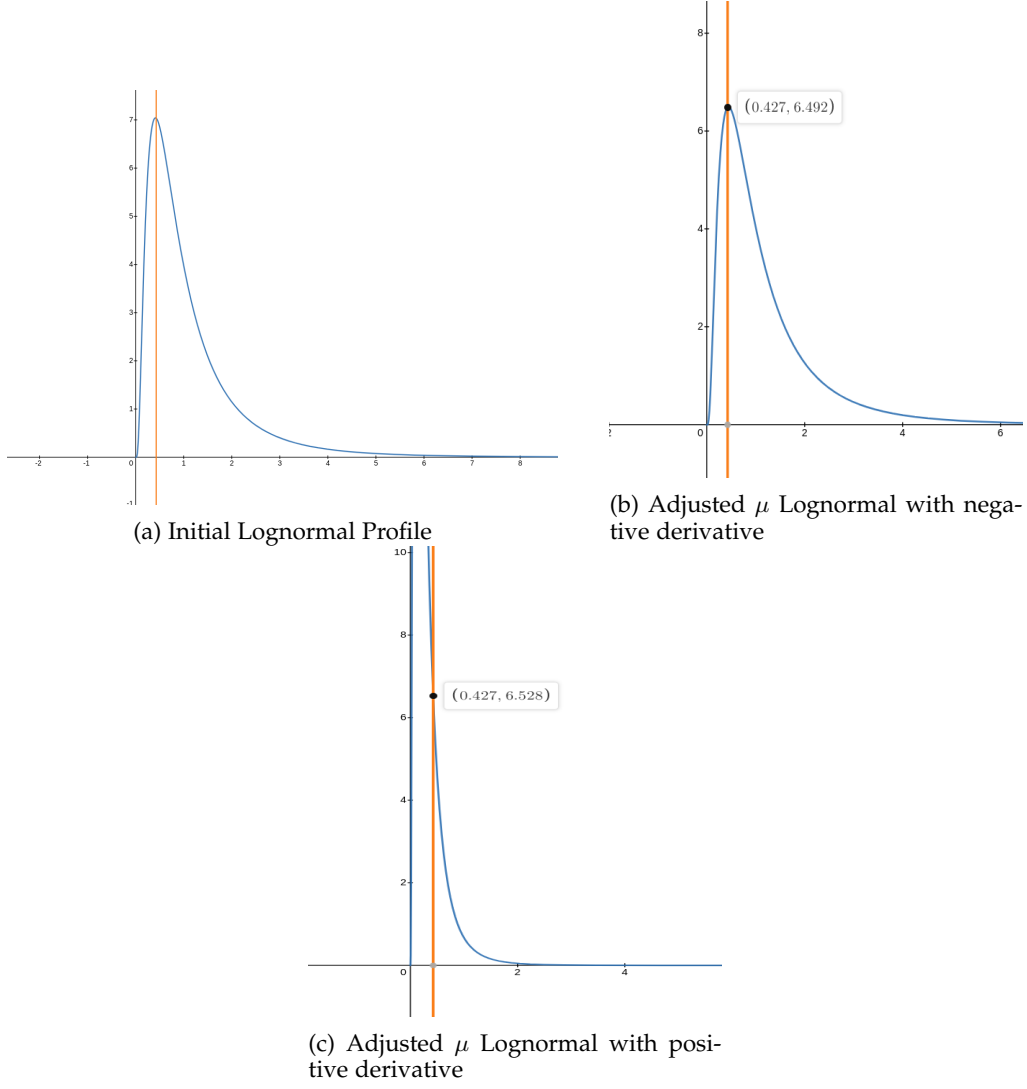 7
6
5
4
3
2
1
-2 -1 0 1 2 3 4 5 6 7 8
-1
(a) Initial Lognormal Profile
8
(0.427, 6.492)
6
4
2
2 0 2 4 6
(b) Adjusted μ Lognormal with nega-
tive derivative
10
8
(0.427, 6.528)
6
4
2
0 2 4
(c) Adjusted μ Lognormal with posi-
tive derivative